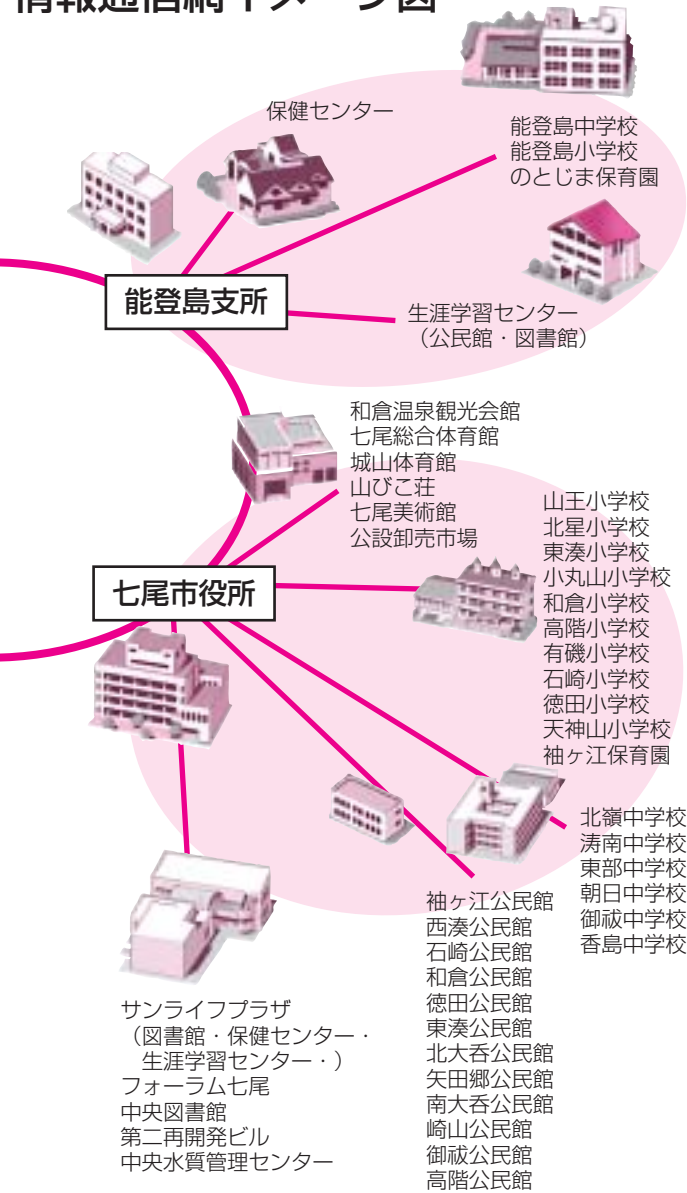 情報通信網イメージ図
保健センター
能登島中学校
能登島小学校
のとじま保育園
能登島支所
生涯学習センター
（公民館・図書館）
和倉温泉観光会館
七尾総合体育館
城山体育館
山びこ荘
七尾美術館
公設卸売市場
七尾市役所
山王小学校
北星小学校
東湊小学校
小丸山小学校
和倉小学校
高階小学校
有磯小学校
石崎小学校
徳田小学校
天神山小学校
袖ヶ江保育園
北嶺中学校
涛南中学校
東部中学校
朝日中学校
御祓中学校
香島中学校
袖ヶ江公民館
西湊公民館
石崎公民館
和倉公民館
徳田公民館
東湊公民館
北大呑公民館
矢田郷公民館
南大呑公民館
崎山公民館
御祓公民館
高階公民館
サンライフプラザ
（図書館・保健センター・
生涯学習センター・）
フォーラム七尾
中央図書館
第二再開発ビル
中央水質管理センター